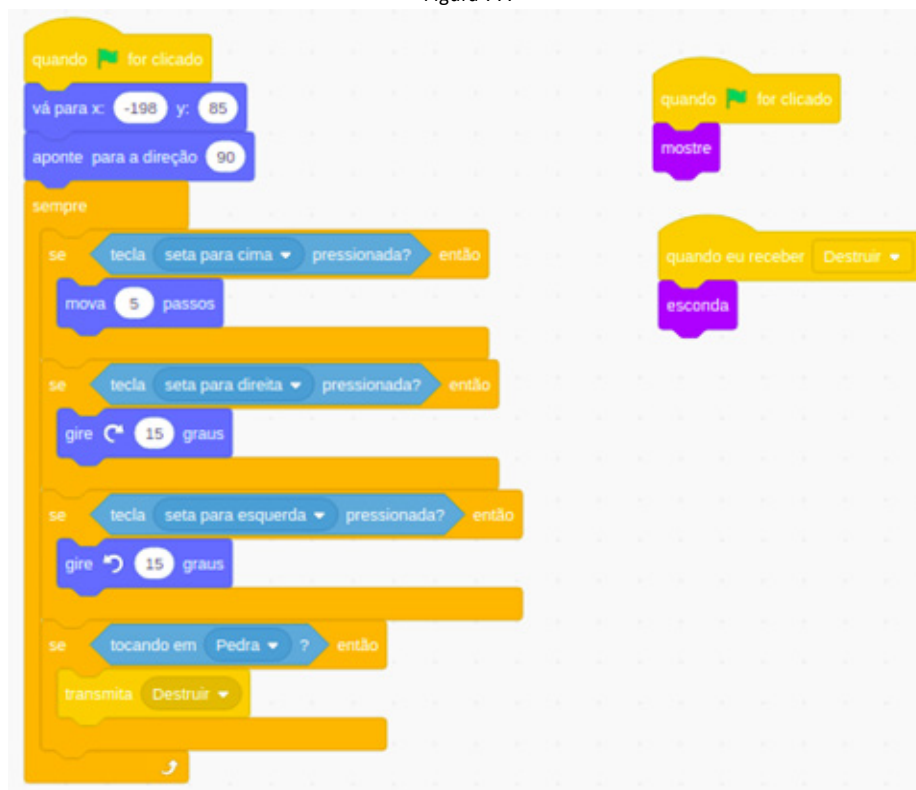 quando for clicado
vá para x: -198 y: 85
aponte para a direção 90
sempre
se tecla seta para cima pressionada? então
mova 5 passos
se tecla seta para direita pressionada? então
gire 15 graus
se tecla seta para esquerda pressionada? então
gire 15 graus
se tocando em Pedra ? então
transmita Destruir
quando for clicado
mostre
quando eu receber Destruir
esconda